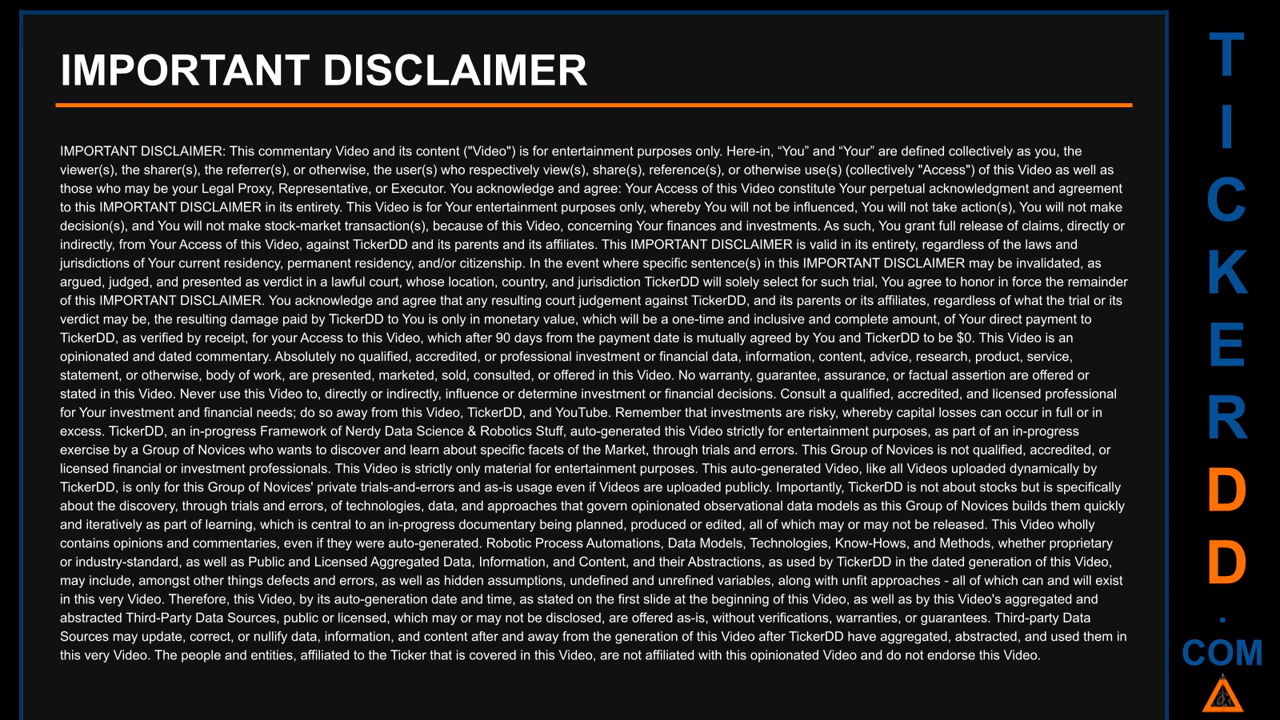 IMPORTANT DISCLAIMER
IMPORTANT DISCLAIMER: This commentary Video and its content ("Video") is for entertainment purposes only. Here-in, “You” and “Your” are defined collectively as you, the
viewer(s), the sharer(s), the referrer(s), or otherwise, the user(s) who respectively view(s), share(s), reference(s), or otherwise use(s) (collectively "Access") of this Video as well as
those who may be your Legal Proxy, Representative, or Executor. You acknowledge and agree: Your Access of this Video constitute Your perpetual acknowledgment and agreement
to this IMPORTANT DISCLAIMER in its entirety. This Video is for Your entertainment purposes only, whereby You will not be influenced, You will not take action(s), You will not make
decision(s), and You will not make stock-market transaction(s), because of this Video, concerning Your finances and investments. As such, You grant full release of claims, directly or
indirectly, from Your Access of this Video, against TickerDD and its parents and its affiliates. This IMPORTANT DISCLAIMER is valid in its entirety, regardless of the laws and
jurisdictions of Your current residency, permanent residency, and/or citizenship. In the event where specific sentence(s) in this IMPORTANT DISCLAIMER may be invalidated, as
argued, judged, and presented as verdict in a lawful court, whose location, country, and jurisdiction TickerDD will solely select for such trial, You agree to honor in force the remainder
of this IMPORTANT DISCLAIMER. You acknowledge and agree that any resulting court judgement against TickerDD, and its parents or its affiliates, regardless of what the trial or its
verdict may be, the resulting damage paid by TickerDD to You is only in monetary value, which will be a one-time and inclusive and complete amount, of Your direct payment to
TickerDD, as verified by receipt, for your Access to this Video, which after 90 days from the payment date is mutually agreed by You and TickerDD to be $0. This Video is an
opinionated and dated commentary. Absolutely no qualified, accredited, or professional investment or financial data, information, content, advice, research, product, service,
statement, or otherwise, body of work, are presented, marketed, sold, consulted, or offered in this Video. No warranty, guarantee, assurance, or factual assertion are offered or
stated in this Video. Never use this Video to, directly or indirectly, influence or determine investment or financial decisions. Consult a qualified, accredited, and licensed professional
for Your investment and financial needs; do so away from this Video, TickerDD, and YouTube. Remember that investments are risky, whereby capital losses can occur in full or in
excess. TickerDD, an in-progress Framework of Nerdy Data Science & Robotics Stuff, auto-generated this Video strictly for entertainment purposes, as part of an in-progress
exercise by a Group of Novices who wants to discover and learn about specific facets of the Market, through trials and errors. This Group of Novices is not qualified, accredited, or
licensed financial or investment professionals. This Video is strictly only material for entertainment purposes. This auto-generated Video, like all Videos uploaded dynamically by
TickerDD, is only for this Group of Novices' private trials-and-errors and as-is usage even if Videos are uploaded publicly. Importantly, TickerDD is not about stocks but is specifically
about the discovery, through trials and errors, of technologies, data, and approaches that govern opinionated observational data models as this Group of Novices builds them quickly
and iteratively as part of learning, which is central to an in-progress documentary being planned, produced or edited, all of which may or may not be released. This Video wholly
contains opinions and commentaries, even if they were auto-generated. Robotic Process Automations, Data Models, Technologies, Know-Hows, and Methods, whether proprietary
or industry-standard, as well as Public and Licensed Aggregated Data, Information, and Content, and their Abstractions, as used by TickerDD in the dated generation of this Video,
may include, amongst other things defects and errors, as well as hidden assumptions, undefined and unrefined variables, along with unfit approaches - all of which can and will exist
in this very Video. Therefore, this Video, by its auto-generation date and time, as stated on the first slide at the beginning of this Video, as well as by this Video's aggregated and
abstracted Third-Party Data Sources, public or licensed, which may or may not be disclosed, are offered as-is, without verifications, warranties, or guarantees. Third-party Data
Sources may update, correct, or nullify data, information, and content after and away from the generation of this Video after TickerDD have aggregated, abstracted, and used them in
this very Video. The people and entities, affiliated to the Ticker that is covered in this Video, are not affiliated with this opinionated Video and do not endorse this Video.
T
I
C
K
E
R
D
D
.
COM